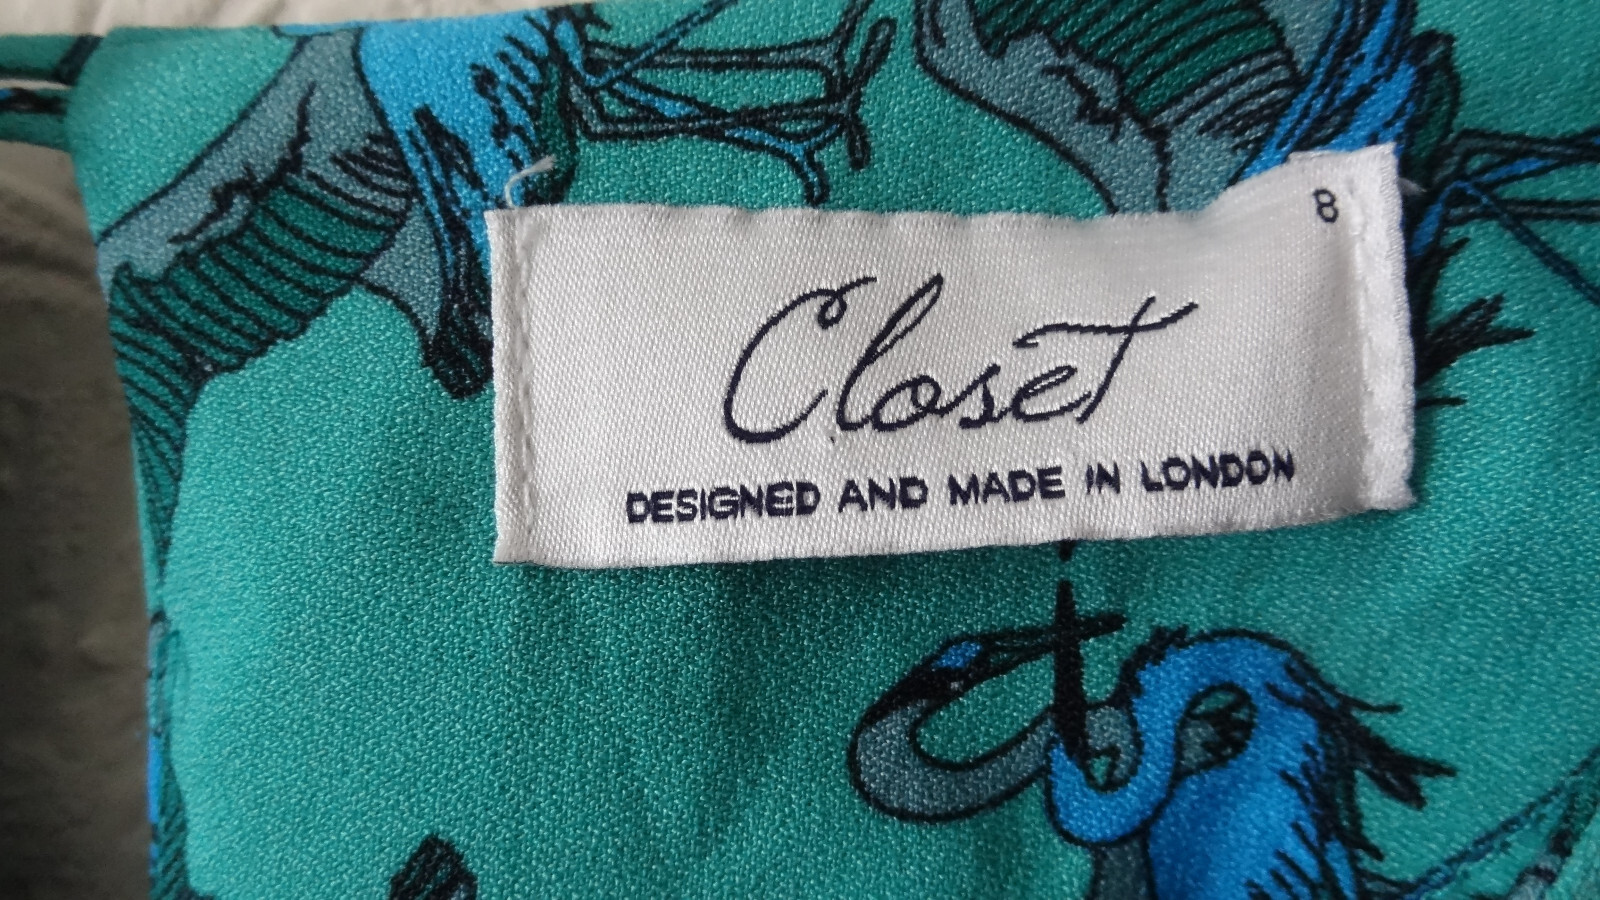 8
Closet
DESIGNED AND MADE IN LONDON